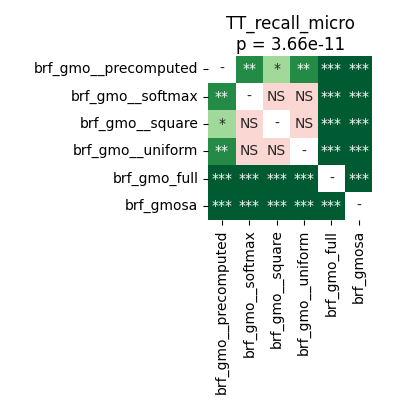 TT_recall_micro
p = 3.66e-11
brf_gmo__precomputed - ** * ** *** ***
brf_gmo__softmax ** - NS NS *** ***
brf_gmo__square * NS - NS *** ***
brf_gmo__uniform ** NS NS - *** ***
brf_gmo_full *** *** *** *** - ***
brf_gmosa *** *** *** *** *** -
brf_gmo__precomputed
brf_gmo__softmax
brf_gmo__square
brf_gmo__uniform
brf_gmo_full
brf_gmosa